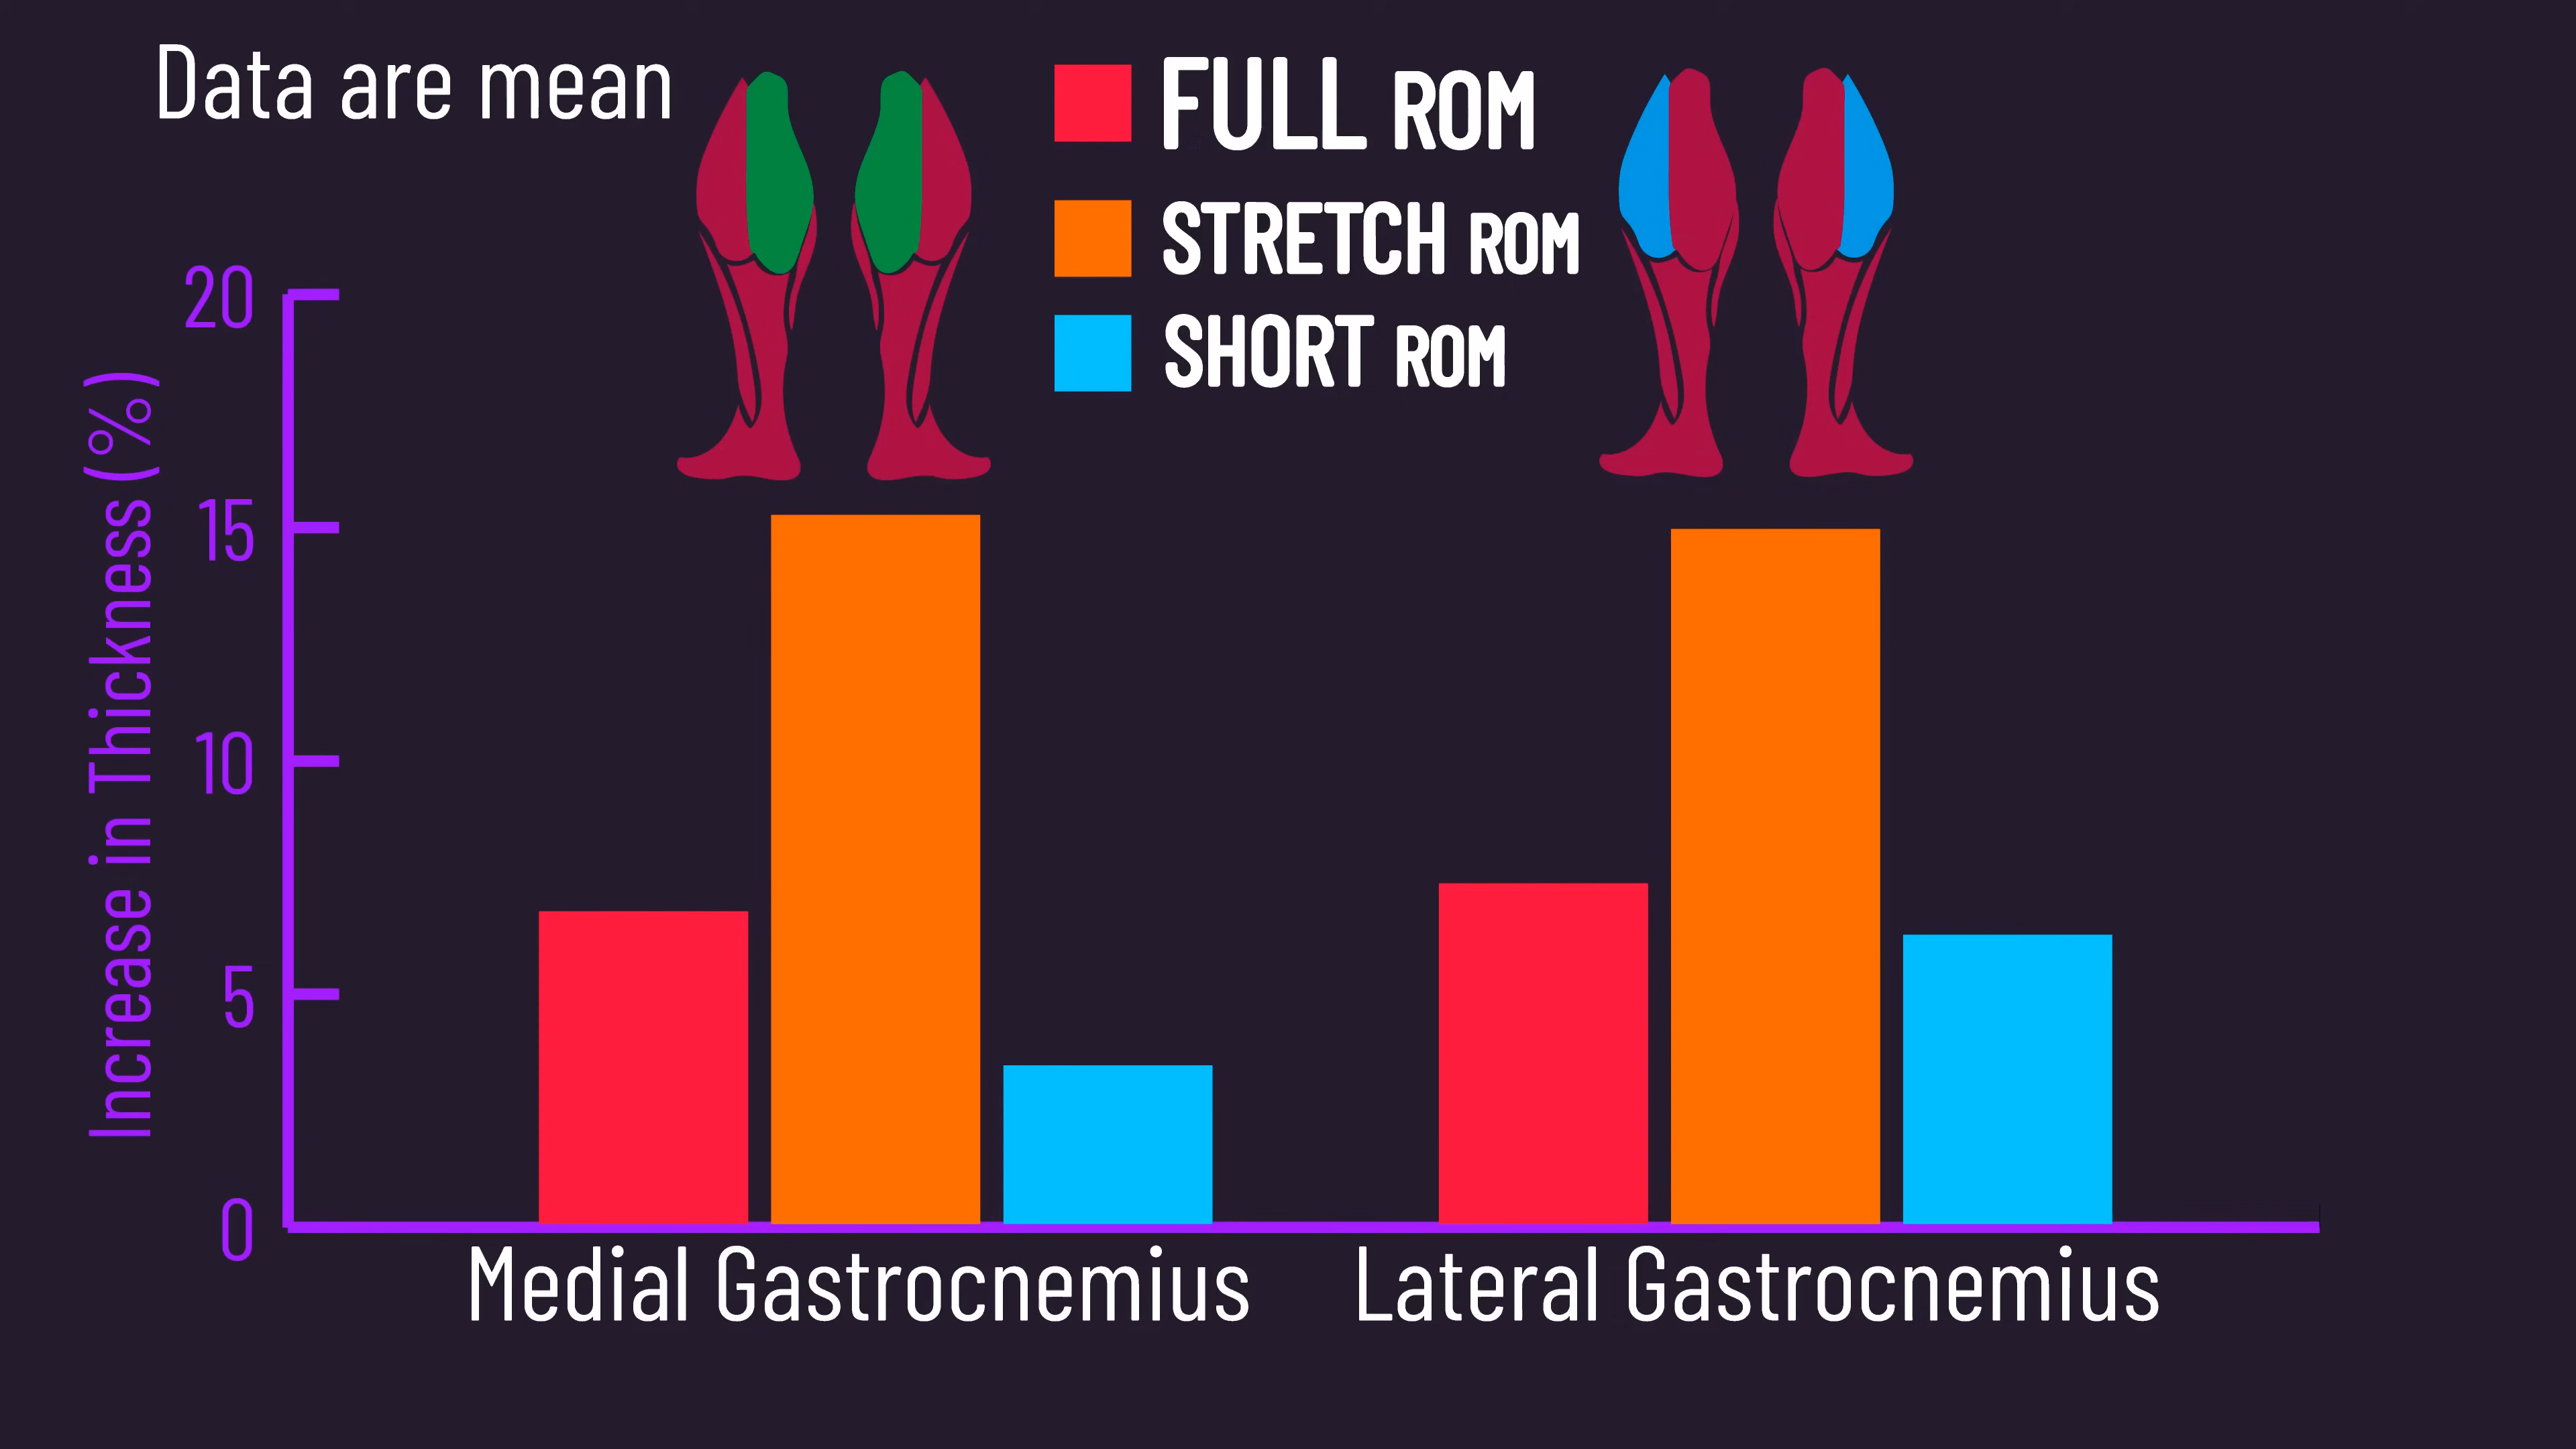 Data are mean
FULL ROM
STRETCH ROM
SHORT ROM
Increase in Thickness (%)
20
15
10
5
0
Medial Gastrocnemius
Lateral Gastrocnemius